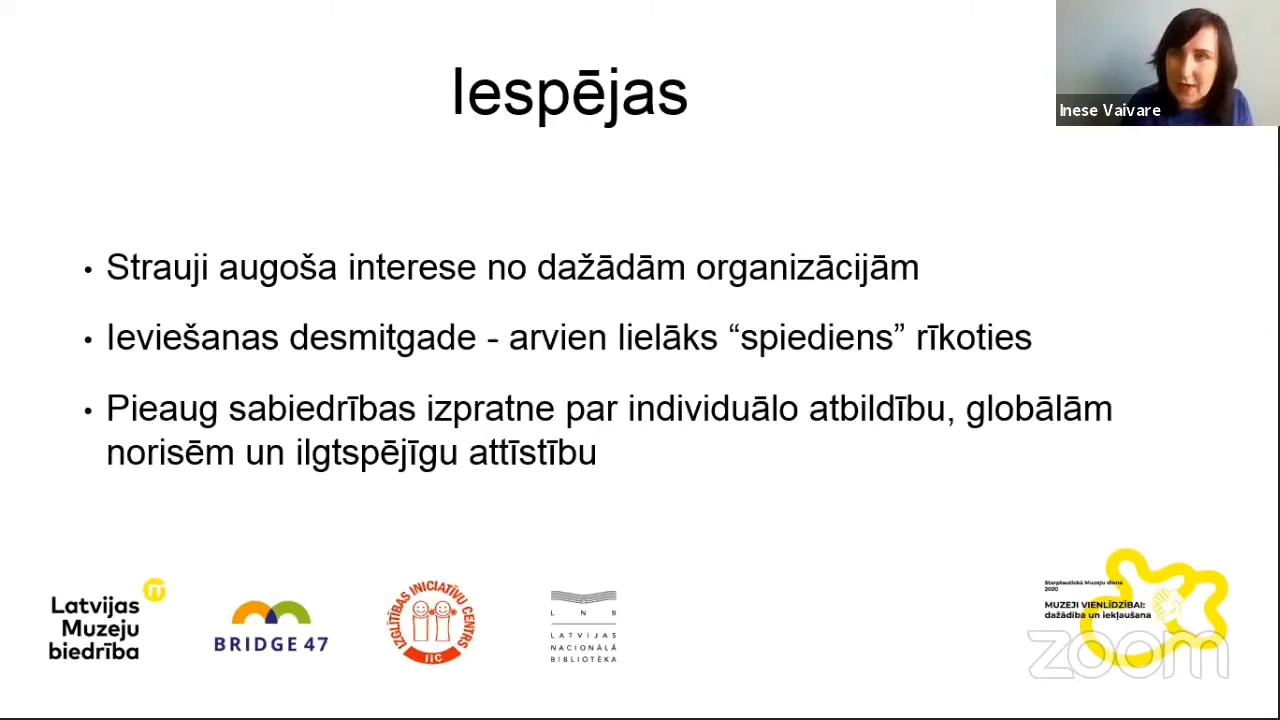 Iespējas
Inese Vaivare
• Strauji augoša interese no dažādām organizācijām
• Ieviešanas desmitgade - arvien lielāks “spiediens” rīkoties
• Pieaug sabiedrības izpratne par individuālo atbildību, globālām
norisēm un ilgtspējīgu attīstību
Latvijas
Muzeju
biedrība
m
BRIDGE 47
IZGLĪTĪBAS INICIATĪVU CENTRS
IIC
L N B
LATVIJAS
NACIONĀLĀ
BIBLIOTĒKA
Starptautiskā Muzeju diena
2020
MUZEJI VIENLĪDZĪBAI:
dažādība un iekļaušana
zoom